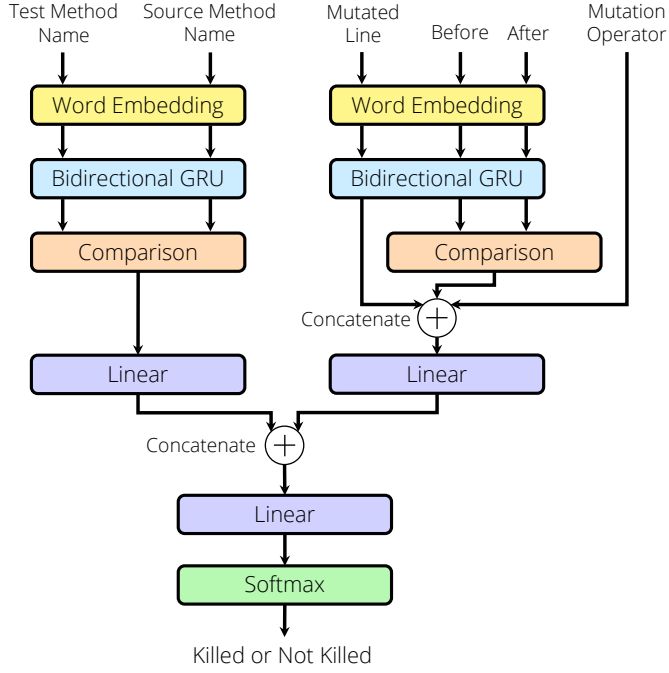 Test Method
Name
Source Method
Name
Mutated
Line
Before
After
Mutation
Operator
Word Embedding
Word Embedding
Bidirectional GRU
Bidirectional GRU
Comparison
Comparison
Concatenate
Linear
Linear
Concatenate
Linear
Softmax
Killed or Not Killed